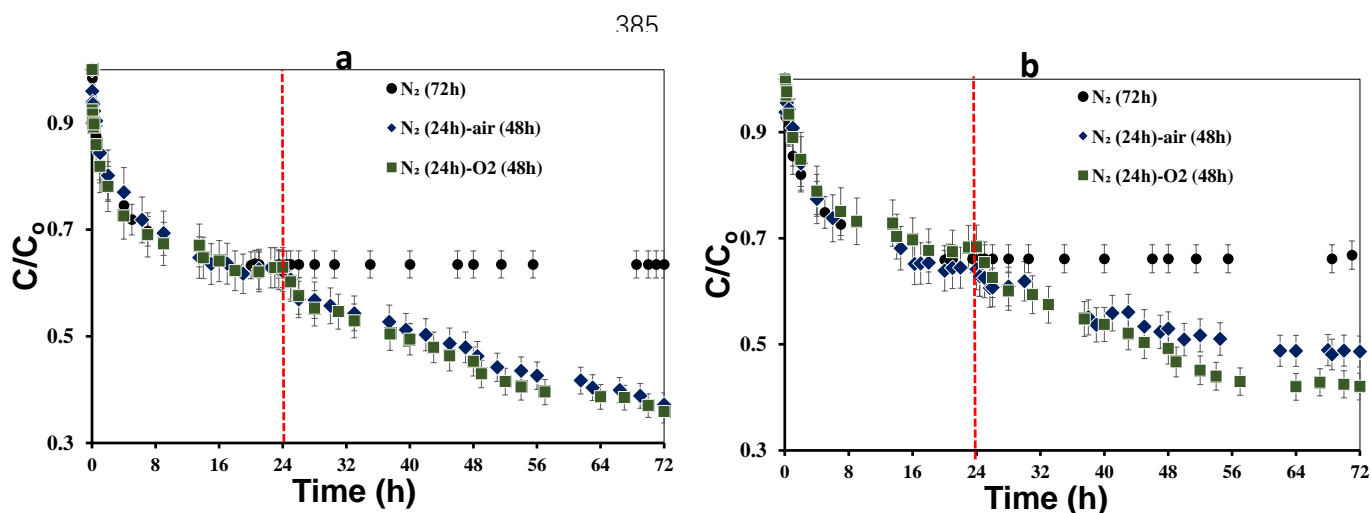 385
a
N₂ (72h)
N₂ (24h)-air (48h)
N₂ (24h)-O2 (48h)
0.9
0.7
0.5
0.3
C/Co
0 8 16 24 32 40 48 56 64 72
Time (h)
b
N₂ (72h)
N₂ (24h)-air (48h)
N₂ (24h)-O2 (48h)
0.9
0.7
0.5
0.3
C/Co
0 8 16 24 32 40 48 56 64 72
Time (h)